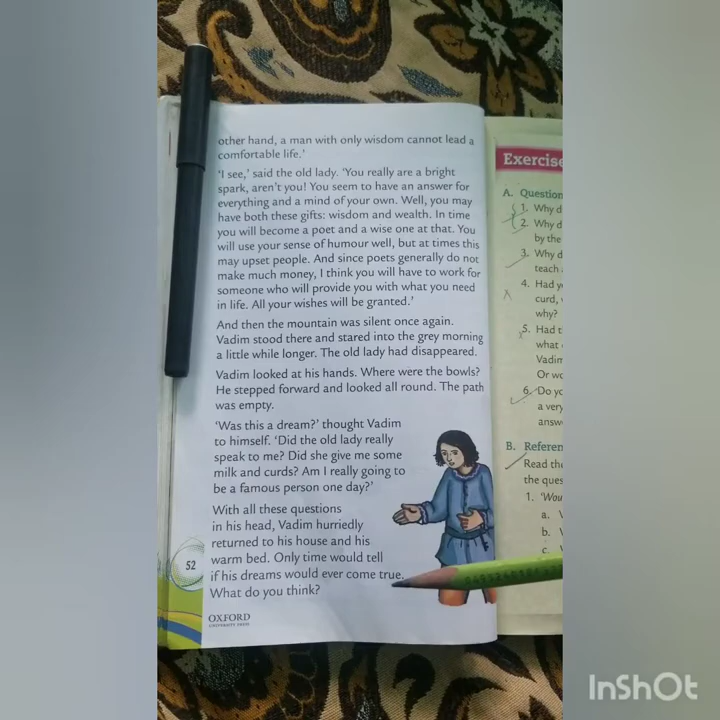 other hand, a man with only wisdom cannot lead a
comfortable life.'
'I see,' said the old lady. 'You really are a bright
spark, aren't you! You seem to have an answer for
everything and a mind of your own. Well, you may
have both these gifts: wisdom and wealth. In time
you will become a poet and a wise one at that. You
will use your sense of humour well, but at times this
may upset people. And since poets generally do not
make much money, I think you will have to work for
someone who will provide you with what you need
in life. All your wishes will be granted.'
And then the mountain was silent once again.
Vadim stood there and stared into the grey morning
a little while longer. The old lady had disappeared.
Vadim looked at his hands. Where were the bowls?
He stepped forward and looked all round. The path
was empty.
'Was this a dream?' thought Vadim
to himself. 'Did the old lady really
speak to me? Did she give me some
milk and curds? Am I really going to
be a famous person one day?'
With all these questions
in his head, Vadim hurriedly
returned to his house and his
warm bed. Only time would tell
if his dreams would ever come true.
What do you think?
52
OXFORD
UNIVERSITY PRESS
Exercise
A. Question
1. Why d
2. Why d
by the
3. Why d
teach
4. Had y
curd,
why?
5. Had t
what
Vadim
Or wo
6. Do yo
a very
answ
B. Referen
Read the
the ques
1. 'Wou
a.
b.
c.
InShOt